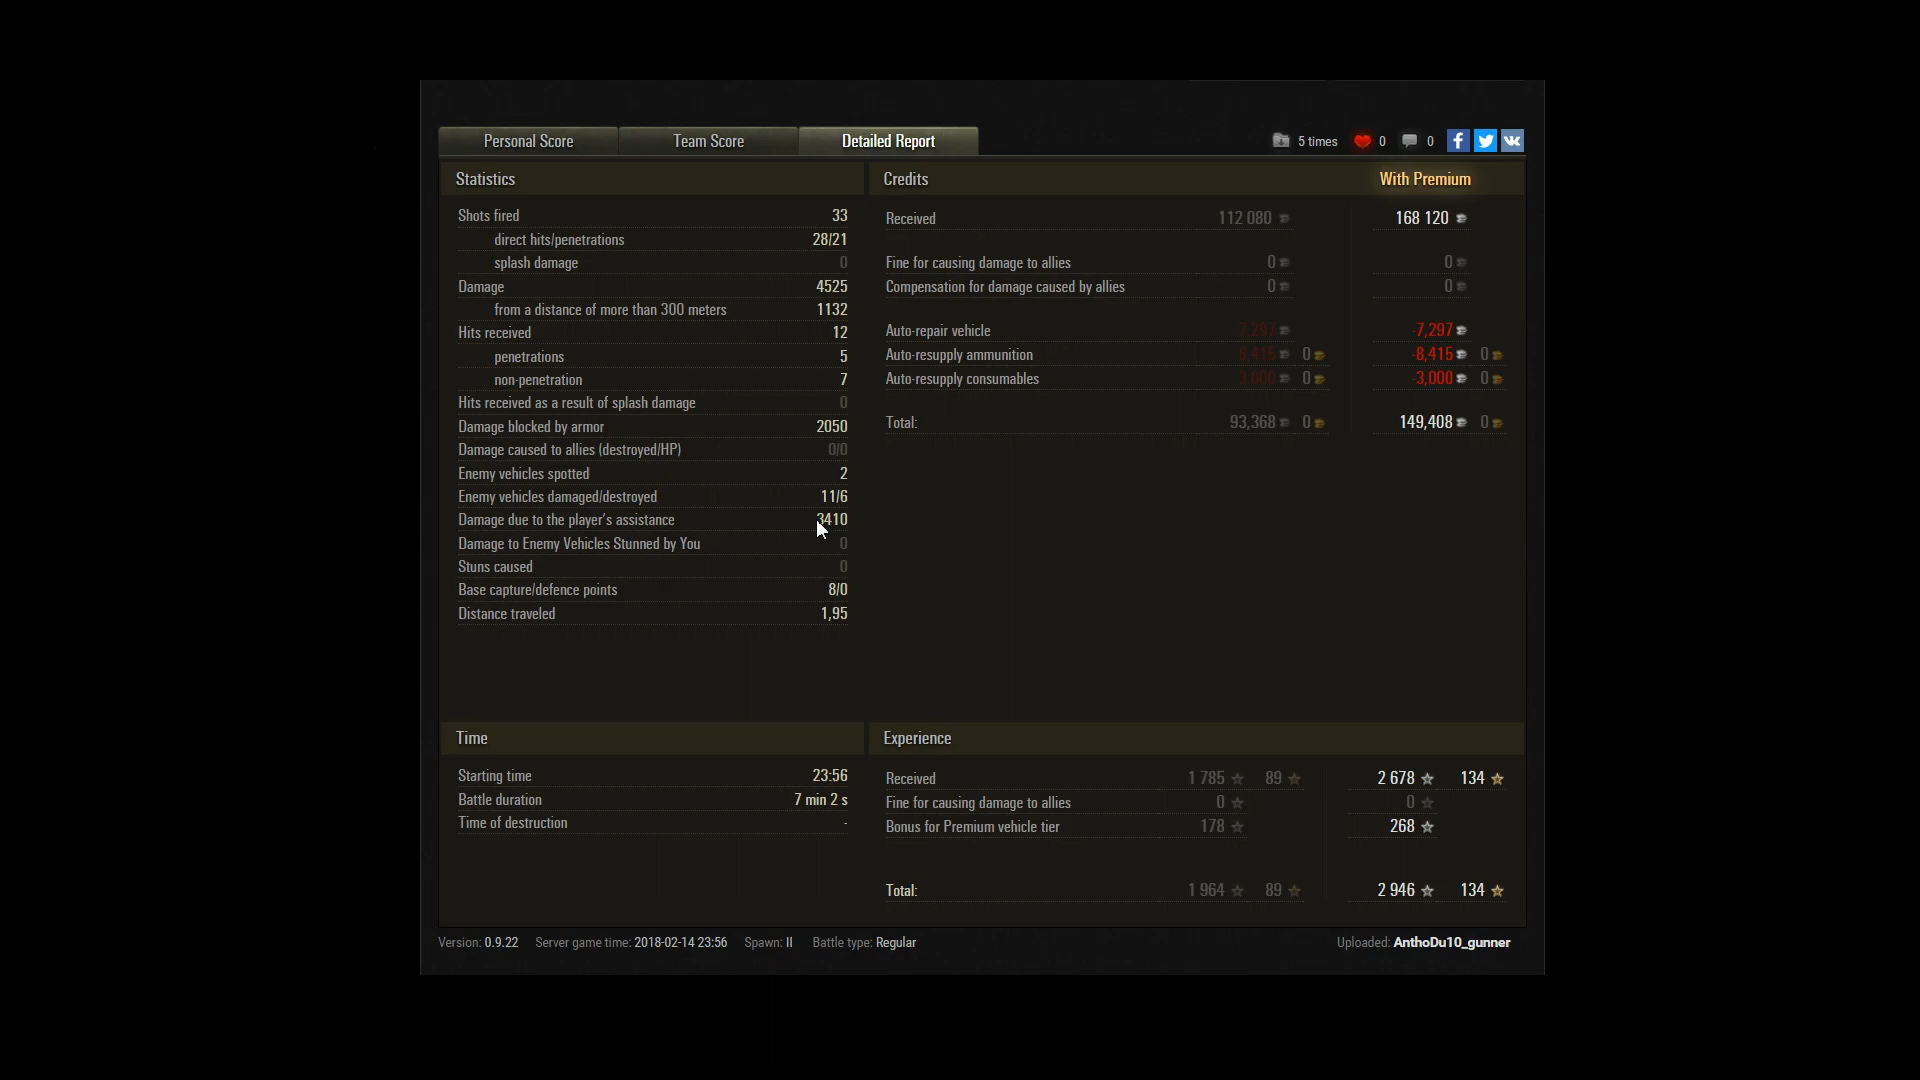 Personal Score Team Score Detailed Report 5 times 0 0
Statistics
Shots fired 33
direct hits/penetrations 28/21
splash damage 0
Damage 4525
from a distance of more than 300 meters 1132
Hits received 12
penetrations 5
non-penetration 7
Hits received as a result of splash damage 0
Damage blocked by armor 2050
Damage caused to allies (destroyed/HP) 0/0
Enemy vehicles spotted 2
Enemy vehicles damaged/destroyed 11/6
Damage due to the player's assistance 3410
Damage to Enemy Vehicles Stunned by You 0
Stuns caused 0
Base capture/defence points 8/0
Distance traveled 1,95
Credits With Premium
Received 112 080 168 120
Fine for causing damage to allies 0 0
Compensation for damage caused by allies 0 0
Auto-repair vehicle 7,297 -7,297
Auto-resupply ammunition 8,415 0 -8,415 0
Auto-resupply consumables 3,000 0 -3,000 0
Total: 93,368 0 149,408 0
Time
Starting time 23:56
Battle duration 7 min 2 s
Time of destruction -
Experience
Received 1 785 89 2 678 134
Fine for causing damage to allies 0 0
Bonus for Premium vehicle tier 178 268
Total: 1 964 89 2 946 134
Version: 0.9.22 Server game time: 2018-02-14 23:56 Spawn: II Battle type: Regular Uploaded: AnthoDu10_gunner